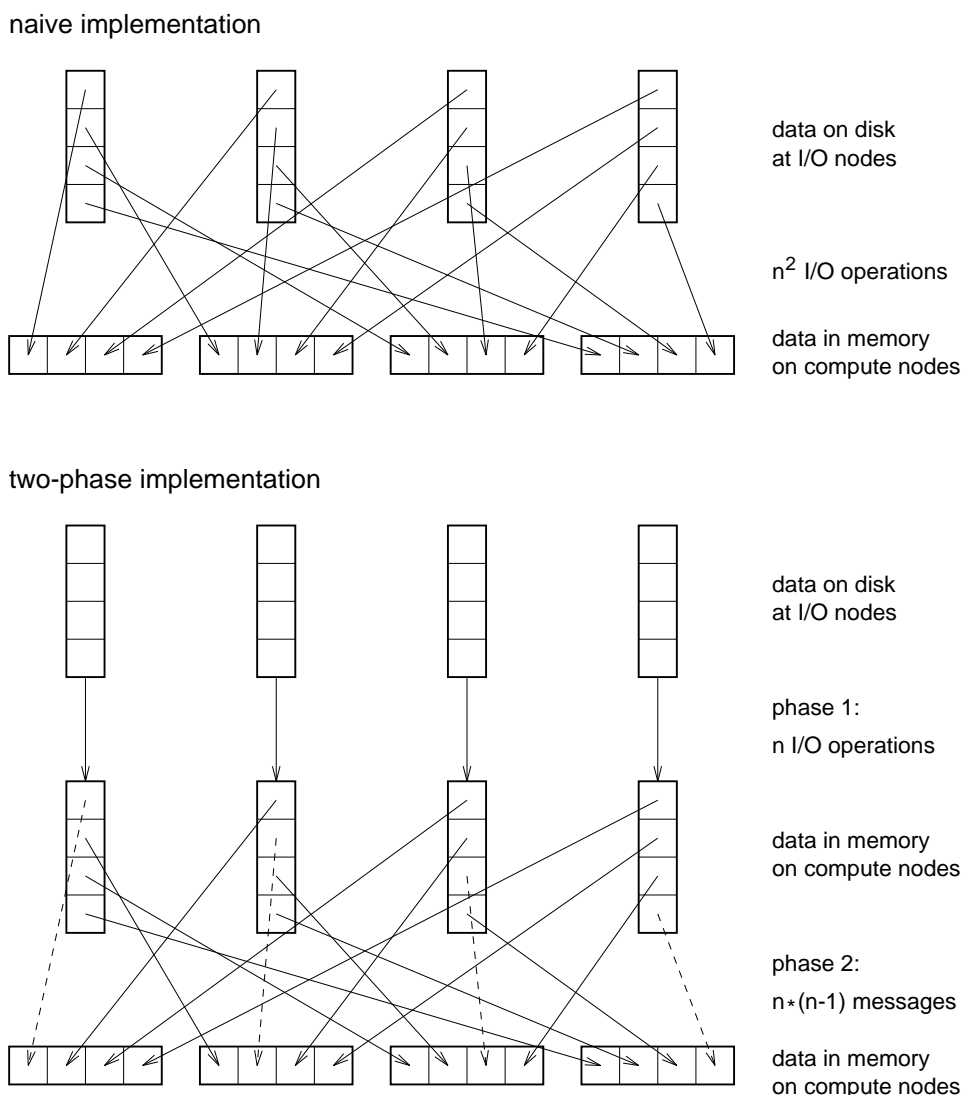 naive implementation
data on disk
at I/O nodes
n² I/O operations
data in memory
on compute nodes
two-phase implementation
data on disk
at I/O nodes
phase 1:
n I/O operations
data in memory
on compute nodes
phase 2:
n*(n-1) messages
data in memory
on compute nodes